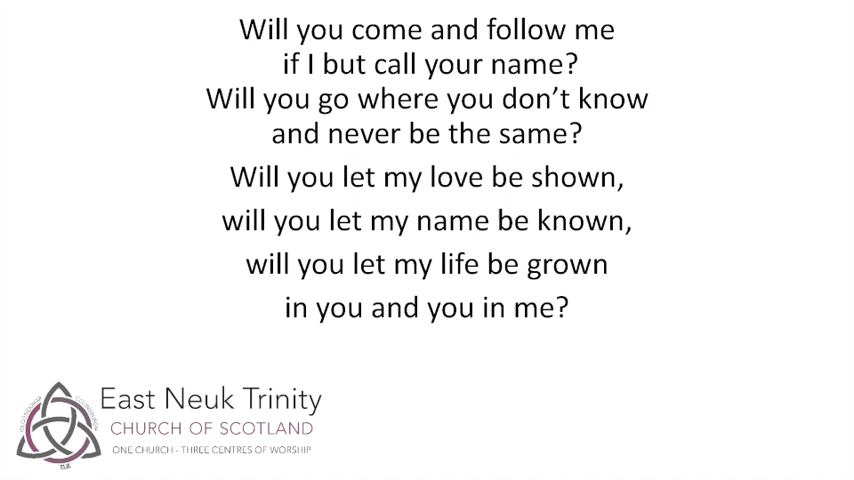 Will you come and follow me
if I but call your name?
Will you go where you don’t know
and never be the same?
Will you let my love be shown,
will you let my name be known,
will you let my life be grown
in you and you in me?
East Neuk Trinity
CHURCH OF SCOTLAND
ONE CHURCH - THREE CENTRES OF WORSHIP